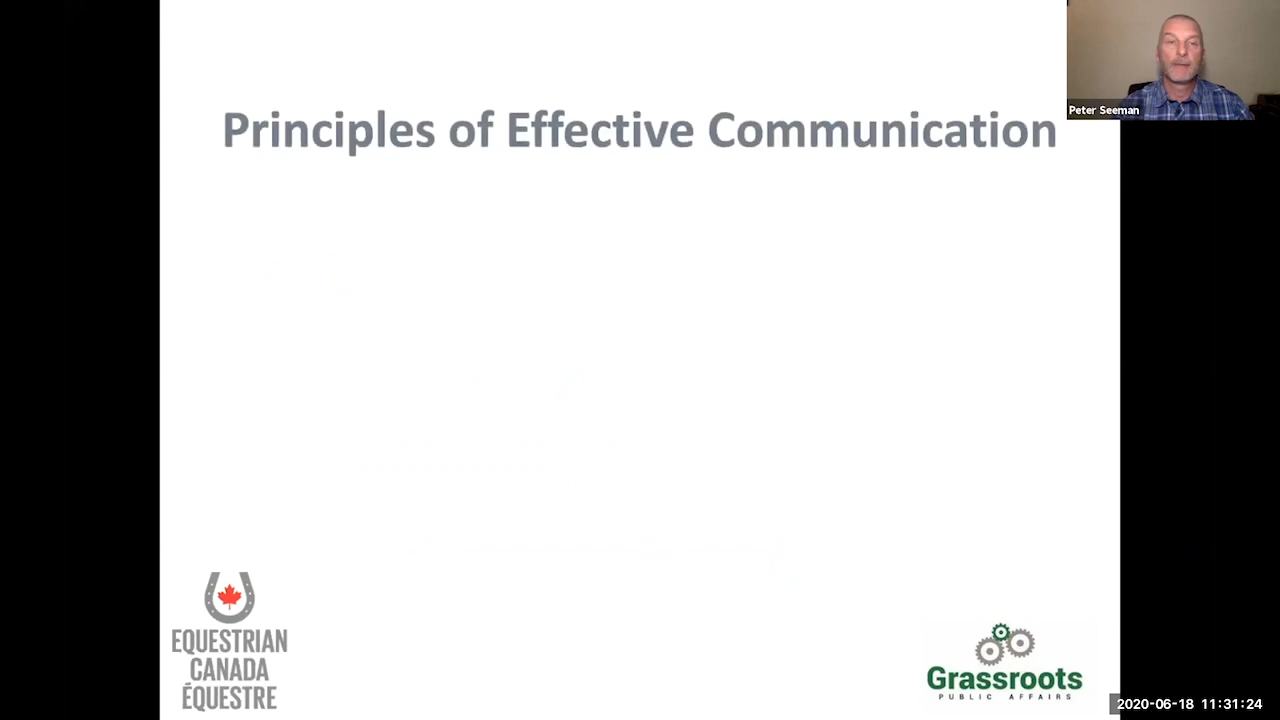 Peter Seeman
Principles of Effective Communication
EQUESTRIAN
CANADA
ÉQUESTRE
Grassroots
PUBLIC AFFAIRS
2020-06-18 11:31:24